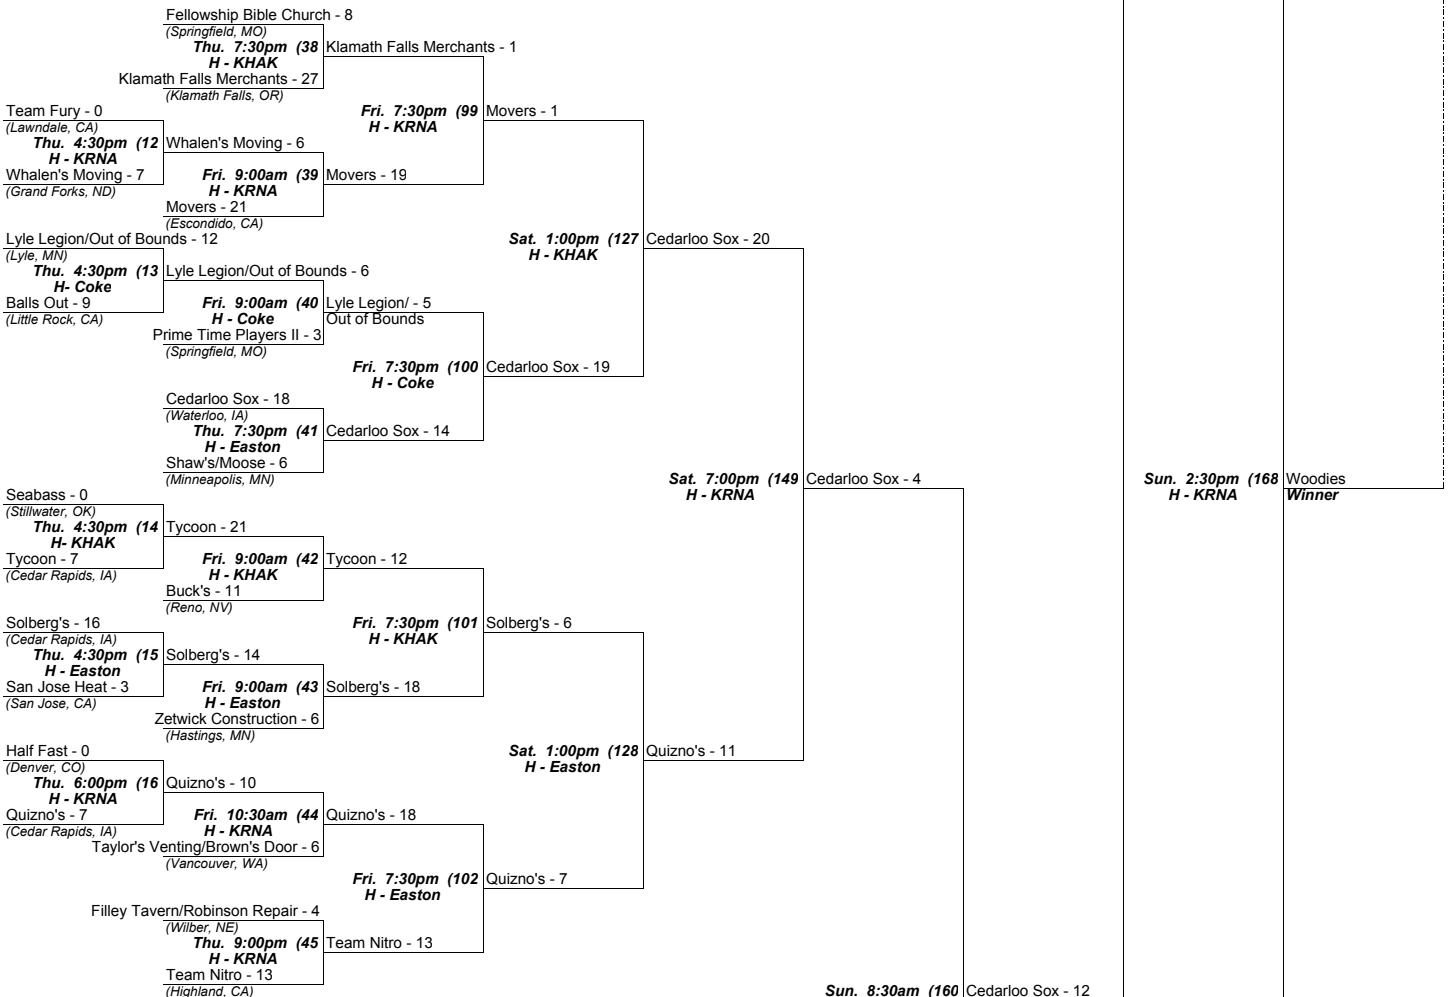 Fellowship Bible Church - 8
(Springfield, MO)
Thu. 7:30pm (38 Klamath Falls Merchants - 1
H - KHAK
Klamath Falls Merchants - 27
(Klamath Falls, OR)
Team Fury - 0 Fri. 7:30pm (99 Movers - 1
(Lawndale, CA) H - KRNA
Thu. 4:30pm (12 Whalen's Moving - 6
H - KRNA
Whalen's Moving - 7 Fri. 9:00am (39 Movers - 19
(Grand Forks, ND) H - KRNA
Movers - 21
(Escondido, CA)
Lyle Legion/Out of Bounds - 12 Sat. 1:00pm (127 Cedarloo Sox - 20
(Lyle, MN) H - KHAK
Thu. 4:30pm (13 Lyle Legion/Out of Bounds - 6
H- Coke
Balls Out - 9 Fri. 9:00am (40 Lyle Legion/ - 5
(Little Rock, CA) H - Coke Out of Bounds
Prime Time Players II - 3
(Springfield, MO)
Fri. 7:30pm (100 Cedarloo Sox - 19
H - Coke
Cedarloo Sox - 18
(Waterloo, IA)
Thu. 7:30pm (41 Cedarloo Sox - 14
H - Easton
Shaw's/Moose - 6
(Minneapolis, MN) Sat. 7:00pm (149 Cedarloo Sox - 4 Sun. 2:30pm (168 Woodies
Seabass - 0 H - KRNA H - KRNA Winner
(Stillwater, OK)
Thu. 4:30pm (14 Tycoon - 21
H- KHAK
Tycoon - 7 Fri. 9:00am (42 Tycoon - 12
(Cedar Rapids, IA) H - KHAK
Buck's - 11
(Reno, NV)
Solberg's - 16 Fri. 7:30pm (101 Solberg's - 6
(Cedar Rapids, IA) H - KHAK
Thu. 4:30pm (15 Solberg's - 14
H - Easton
San Jose Heat - 3 Fri. 9:00am (43 Solberg's - 18
(San Jose, CA) H - Easton
Zetwick Construction - 6
(Hastings, MN)
Half Fast - 0 Sat. 1:00pm (128 Quizno's - 11
(Denver, CO) H - Easton
Thu. 6:00pm (16 Quizno's - 10
H - KRNA
Quizno's - 7 Fri. 10:30am (44 Quizno's - 18
(Cedar Rapids, IA) H - KRNA
Taylor's Venting/Brown's Door - 6
(Vancouver, WA)
Fri. 7:30pm (102 Quizno's - 7
H - Easton
Filley Tavern/Robinson Repair - 4
(Wilber, NE)
Thu. 9:00pm (45 Team Nitro - 13
H - KRNA
Team Nitro - 13
(Highland, CA) Sun. 8:30am (160 Cedarloo Sox - 12